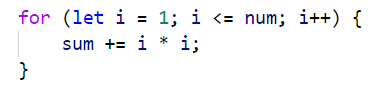 for (let i = 1; i <= num; i++) {
    sum += i * i;
}